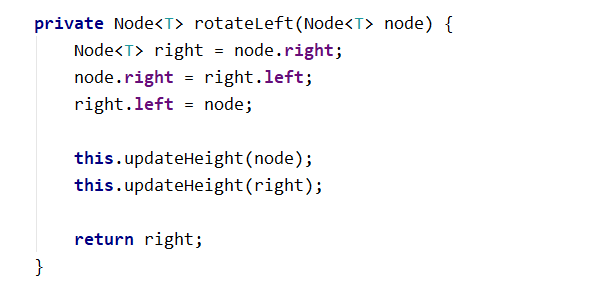 private Node<T> rotateLeft(Node<T> node) {
    Node<T> right = node.right;
    node.right = right.left;
    right.left = node;

    this.updateHeight(node);
    this.updateHeight(right);

    return right;
}